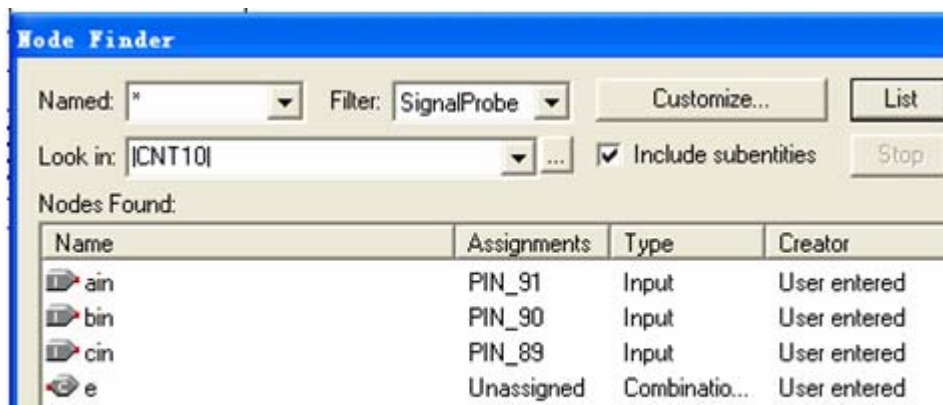 Node Finder
Named: * Filter: SignalProbe Customize... List
Look in: |CNT10| ... Include subentities Stop
Nodes Found:
Name Assignments Type Creator
ain PIN_91 Input User entered
bin PIN_90 Input User entered
cin PIN_89 Input User entered
e Unassigned Combinatio... User entered